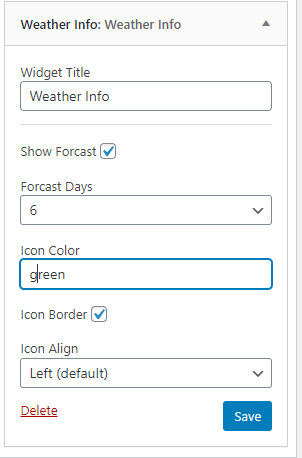 Weather Info: Weather Info
Widget Title
Weather Info
Show Forcast
Forcast Days
6
Icon Color
green
Icon Border
Icon Align
Left (default)
Delete Save